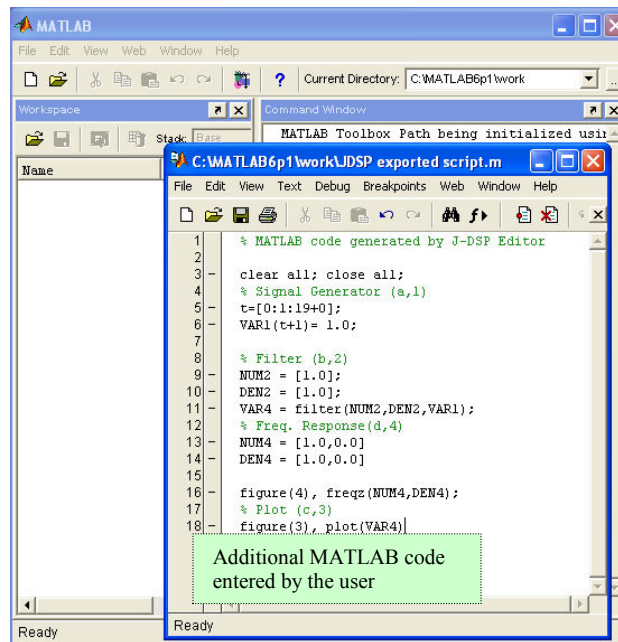 MATLAB
File Edit View Web Window Help
? Current Directory: C:\MATLAB6p1\work
Workspace
Command Window
Stack: Base
MATLAB Toolbox Path being initialized usin
Name
C:\MATLAB6p1\work\JDSP exported script.m
File Edit View Text Debug Breakpoints Web Window Help
1 % MATLAB code generated by J-DSP Editor
2
3 - clear all; close all;
4 % Signal Generator (a,1)
5 - t=[0:1:19+0];
6 - VAR1(t+1)= 1.0;
7
8 % Filter (b,2)
9 - NUM2 = [1.0];
10 - DEN2 = [1.0];
11 - VAR4 = filter(NUM2,DEN2,VAR1);
12 % Freq. Response(d,4)
13 - NUM4 = [1.0,0.0]
14 - DEN4 = [1.0,0.0]
15
16 - figure(4), freqz(NUM4,DEN4);
17 % Plot (c,3)
18 - figure(3), plot(VAR4)
Additional MATLAB code
entered by the user
Ready
Ready